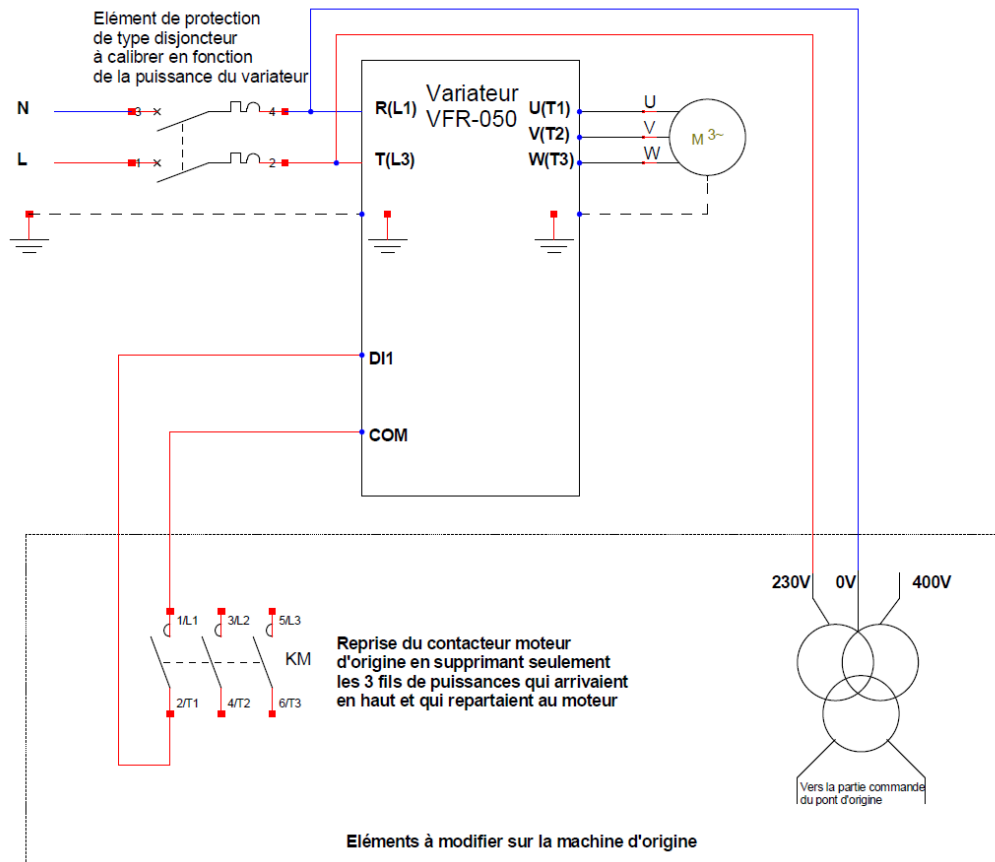 Elément de protection
de type disjoncteur
à calibrer en fonction
de la puissance du variateur
N
3
4
R(L1)
Variateur
VFR-050
U(T1)
U
V(T2)
V
M 3~
L
1
2
T(L3)
W(T3)
W
DI1
COM
230V
0V
400V
1/L1
3/L2
5/L3
KM
2/T1
4/T2
6/T3
Reprise du contacteur moteur
d'origine en supprimant seulement
les 3 fils de puissances qui arrivaient
en haut et qui repartaient au moteur
Vers la partie commande
du pont d'origine
Eléments à modifier sur la machine d'origine